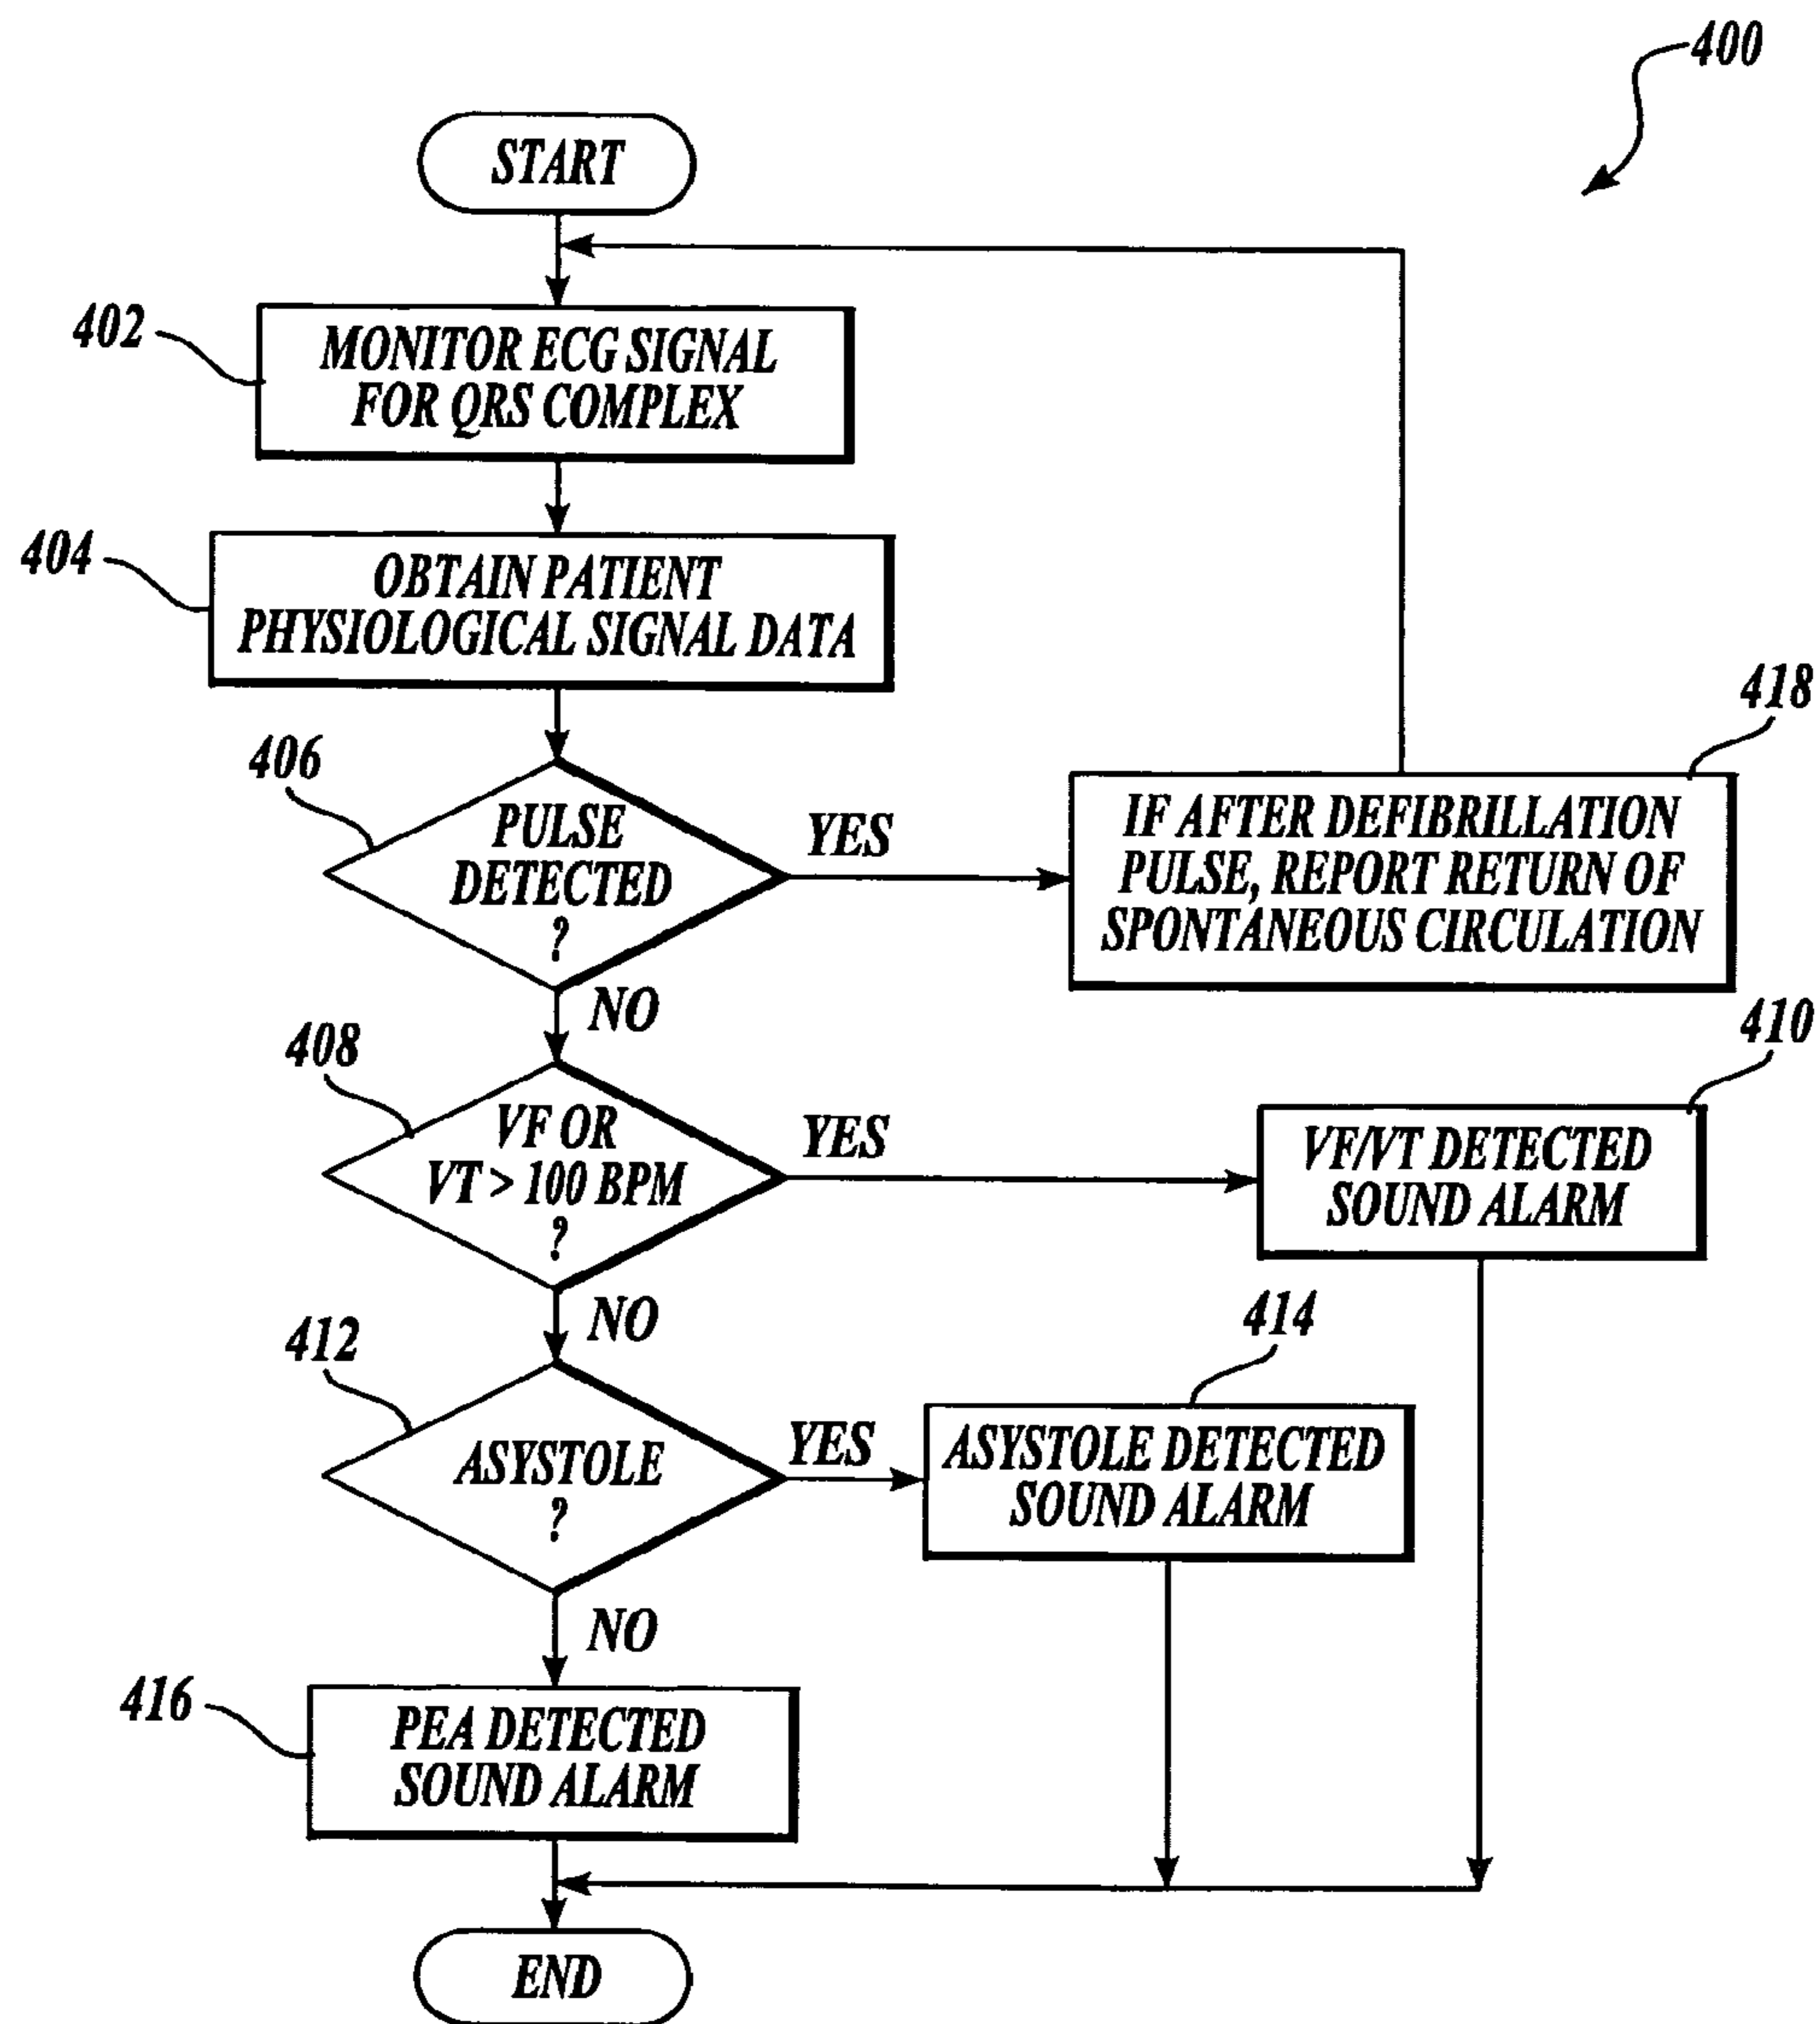 400
START
402
MONITOR ECG SIGNAL
FOR QRS COMPLEX
404
OBTAIN PATIENT
PHYSIOLOGICAL SIGNAL DATA
406
PULSE
DETECTED
?
YES
418
IF AFTER DEFIBRILLATION
PULSE, REPORT RETURN OF
SPONTANEOUS CIRCULATION
NO
408
VF OR
VT > 100 BPM
?
YES
410
VF/VT DETECTED
SOUND ALARM
NO
412
ASYSTOLE
?
YES
414
ASYSTOLE DETECTED
SOUND ALARM
NO
416
PEA DETECTED
SOUND ALARM
END